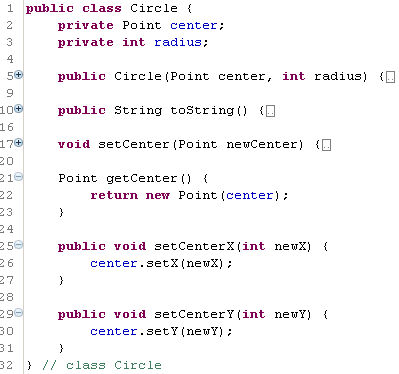 1 public class Circle {
2     private Point center;
3     private int radius;
4
5     public Circle(Point center, int radius) {
9
10     public String toString() {
16
17     void setCenter(Point newCenter) {
20
21     Point getCenter() {
22         return new Point(center);
23     }
24
25     public void setCenterX(int newX) {
26         center.setX(newX);
27     }
28
29     public void setCenterY(int newY) {
30         center.setY(newY);
31     }
32 } // class Circle